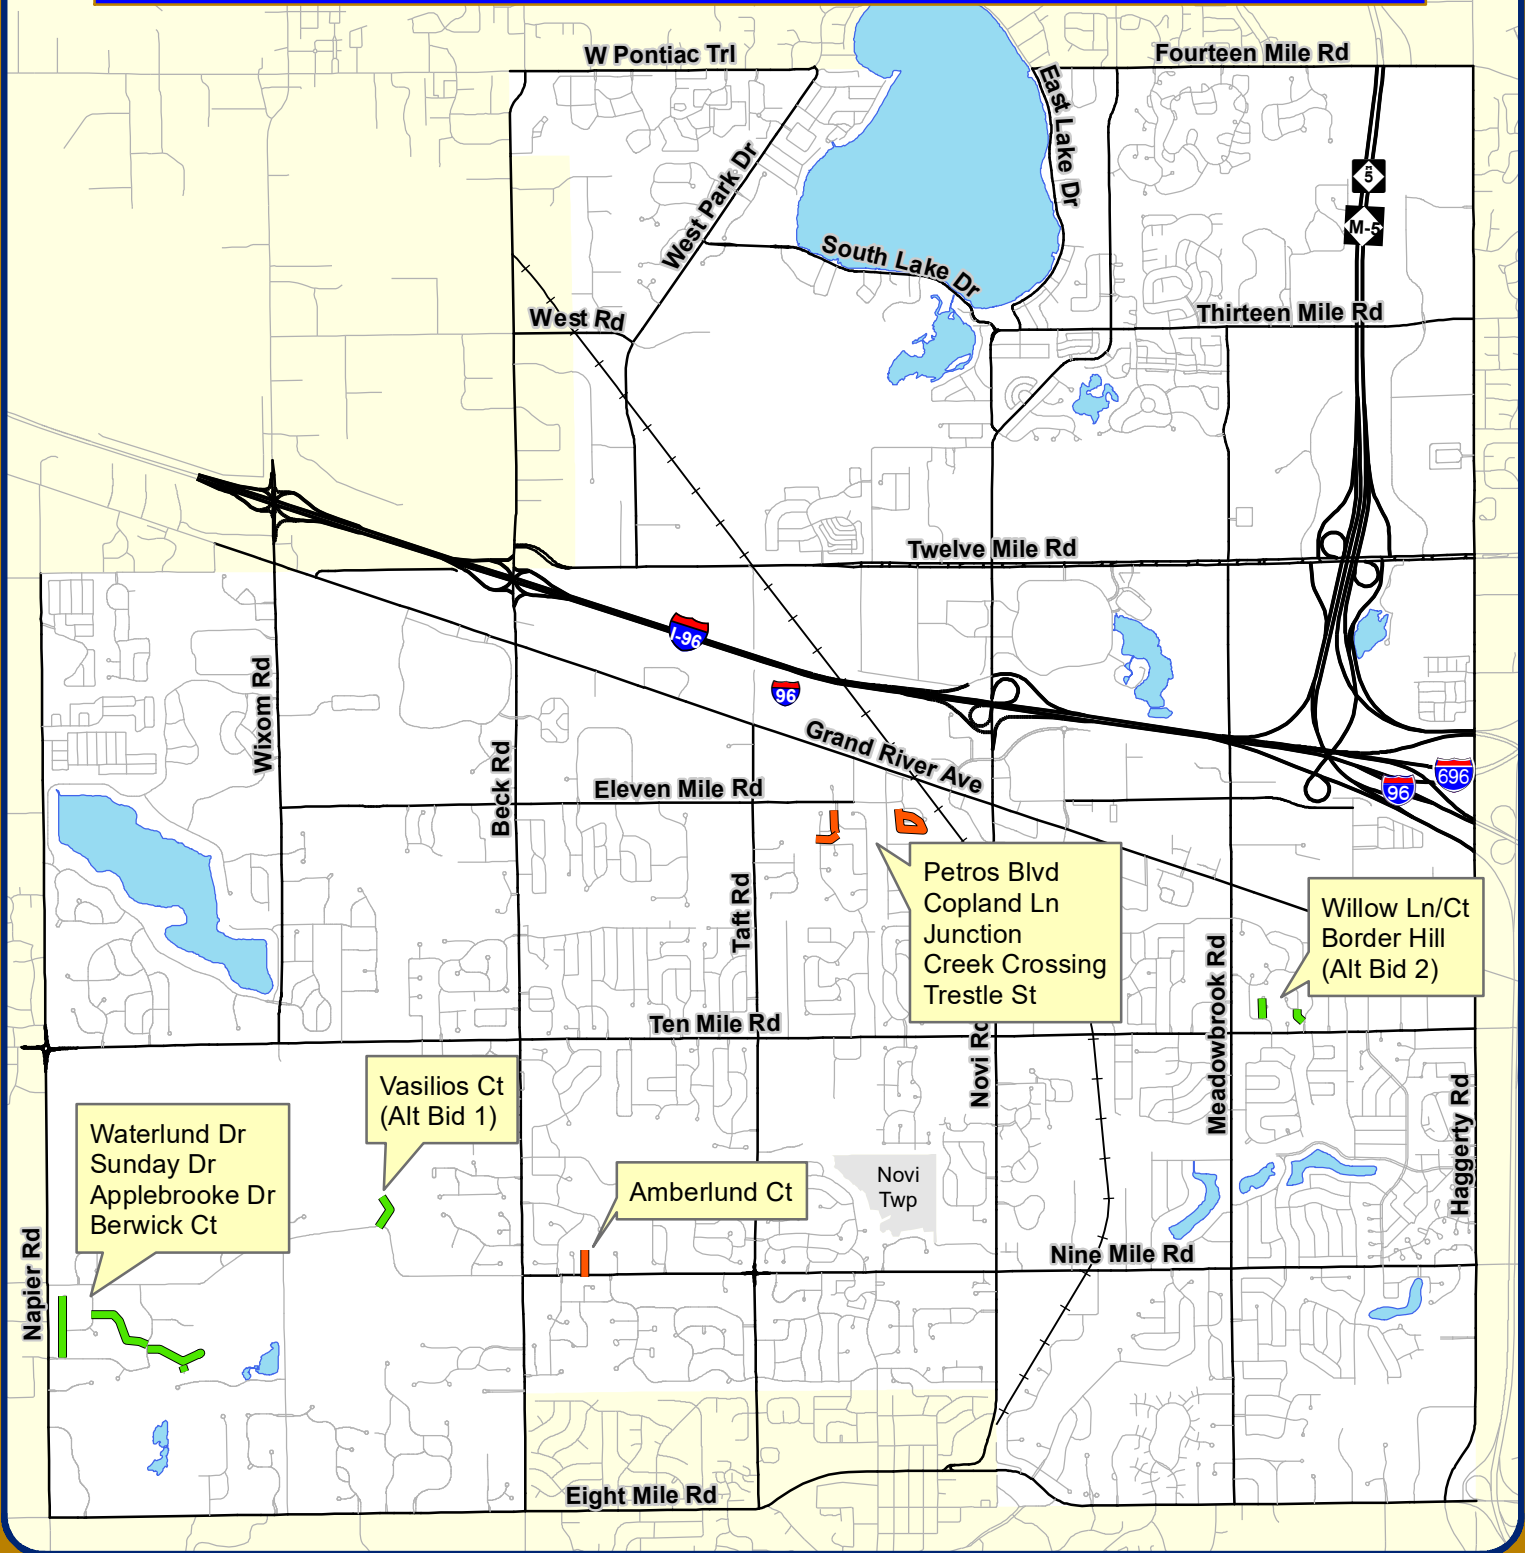 W Pontiac Trl
Fourteen Mile Rd
East Lake Dr
West Park Dr
5
M-5
South Lake Dr
West Rd
Thirteen Mile Rd
Twelve Mile Rd
I-96
96
Wixom Rd
Beck Rd
Grand River Ave
696
96
Eleven Mile Rd
Taft Rd
Petros Blvd
Copland Ln
Junction
Creek Crossing
Trestle St
Willow Ln/Ct
Border Hill
(Alt Bid 2)
Meadowbrook Rd
Ten Mile Rd
Novi Rd
Vasilios Ct
(Alt Bid 1)
Waterlund Dr
Sunday Dr
Applebrooke Dr
Berwick Ct
Haggerty Rd
Novi
Twp
Amberlund Ct
Napier Rd
Nine Mile Rd
Eight Mile Rd